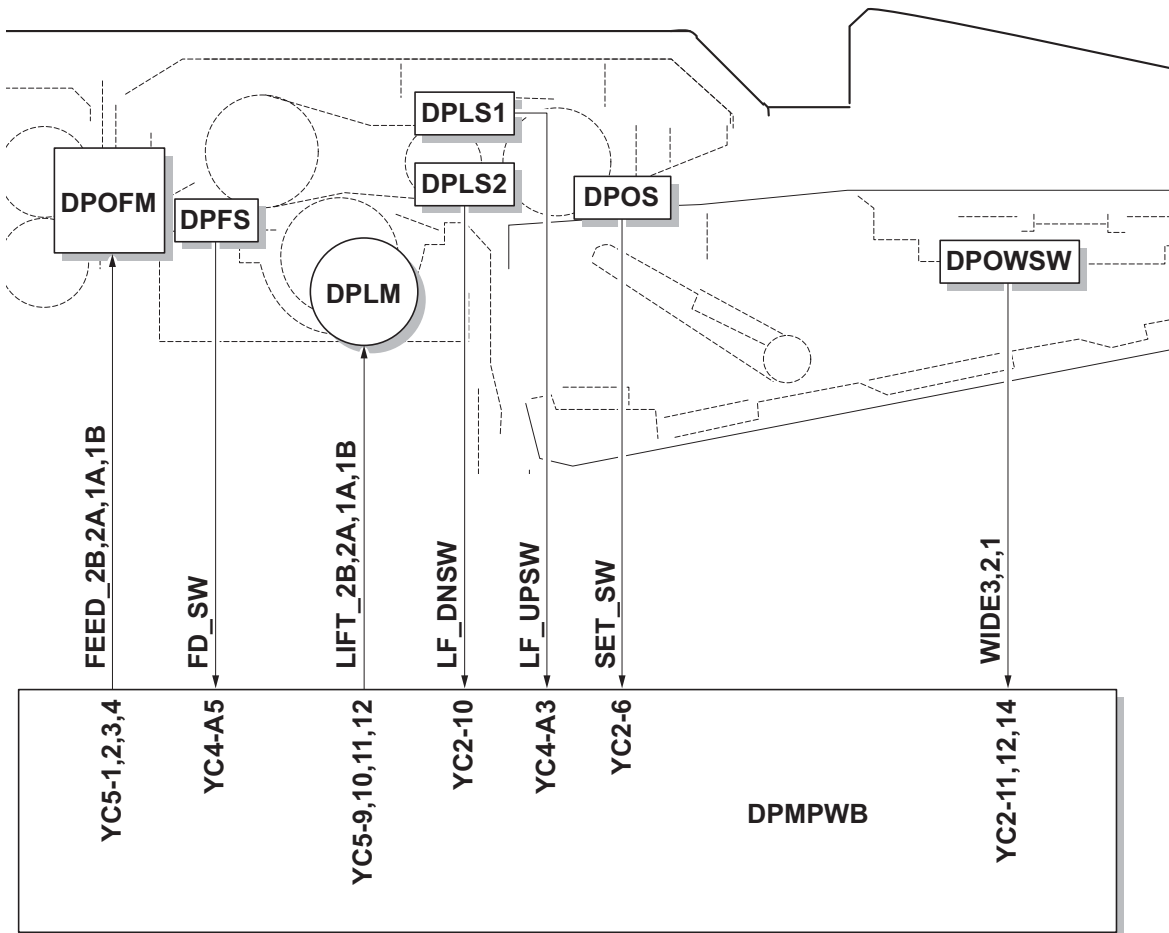 DPLS1
DPLS2
DPOFM
DPFS
DPOS
DPOWSW
DPLM
FEED_2B,2A,1A,1B
FD_SW
LIFT_2B,2A,1A,1B
LF_DNSW
LF_UPSW
SET_SW
WIDE3,2,1
YC5-1,2,3,4
YC4-A5
YC5-9,10,11,12
YC2-10
YC4-A3
YC2-6
YC2-11,12,14
DPMPWB